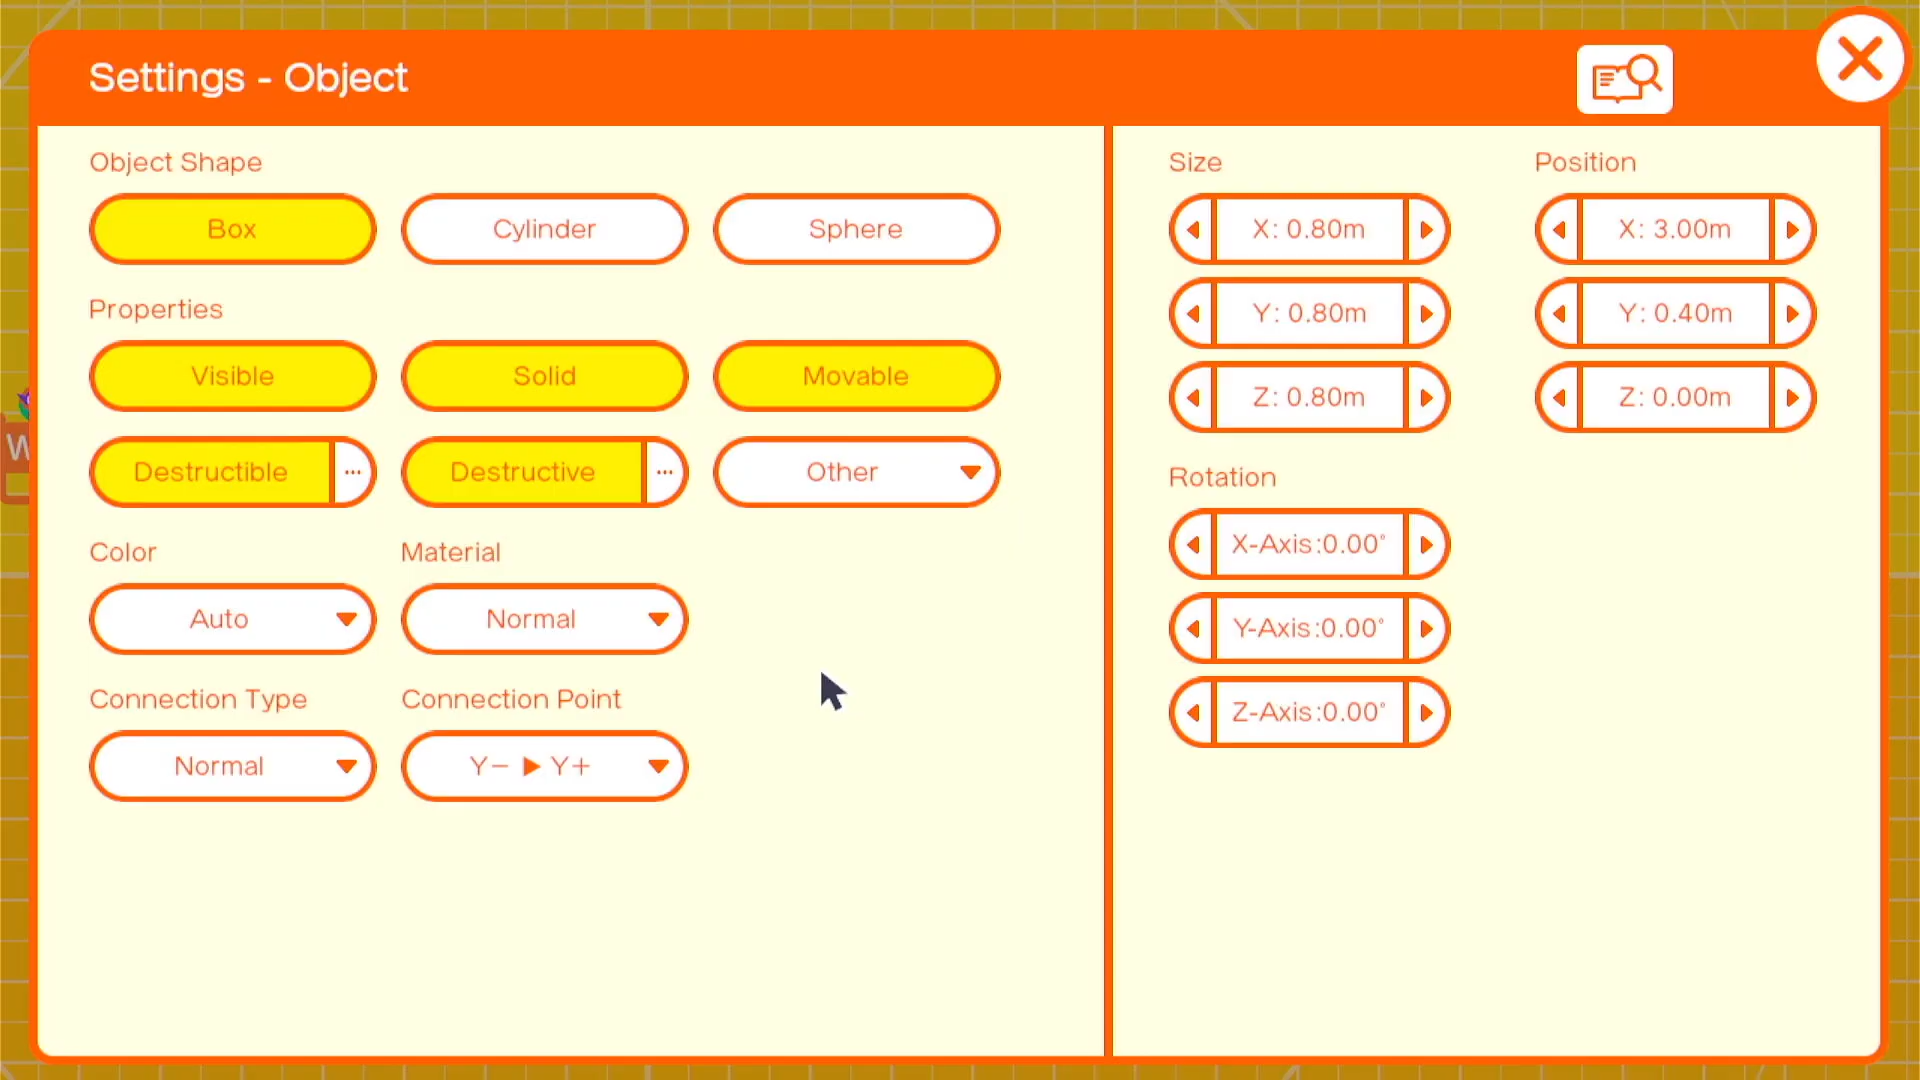 Settings - Object
Object Shape
Box
Cylinder
Sphere
Properties
Visible
Solid
Movable
Destructible
...
Destructive
...
Other
Color
Material
Auto
Normal
Connection Type
Connection Point
Normal
Y− ▶ Y+
Size
Position
X: 0.80m
X: 3.00m
Y: 0.80m
Y: 0.40m
Z: 0.80m
Z: 0.00m
Rotation
X-Axis:0.00°
Y-Axis:0.00°
Z-Axis:0.00°
W